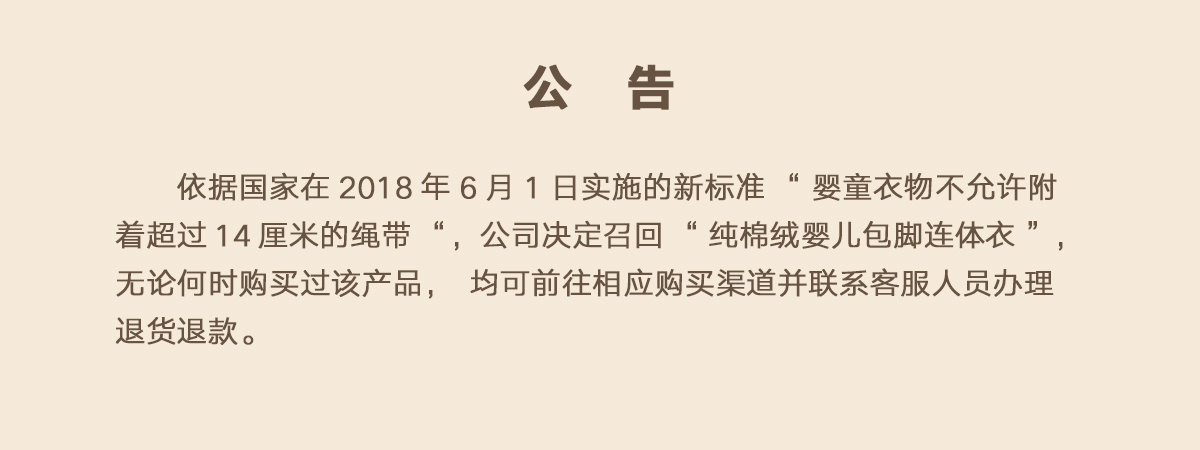 公 告
依据国家在 2018 年 6 月 1 日实施的新标准 “ 婴童衣物不允许附
着超过 14 厘米的绳带 “，公司决定召回 “ 纯棉绒婴儿包脚连体衣 ”，
无论何时购买过该产品， 均可前往相应购买渠道并联系客服人员办理
退货退款。